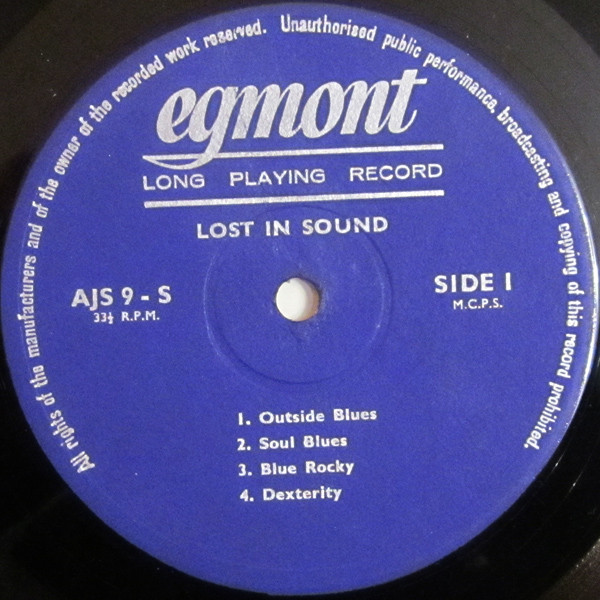 All rights of the manufacturers and of the owner of the recorded work reserved. Unauthorised public performance, broadcasting and copying of this record prohibited.
egmont
LONG PLAYING RECORD
LOST IN SOUND
AJS 9 - S
33⅓ R.P.M.
SIDE 1
M.C.P.S.
1. Outside Blues
2. Soul Blues
3. Blue Rocky
4. Dexterity